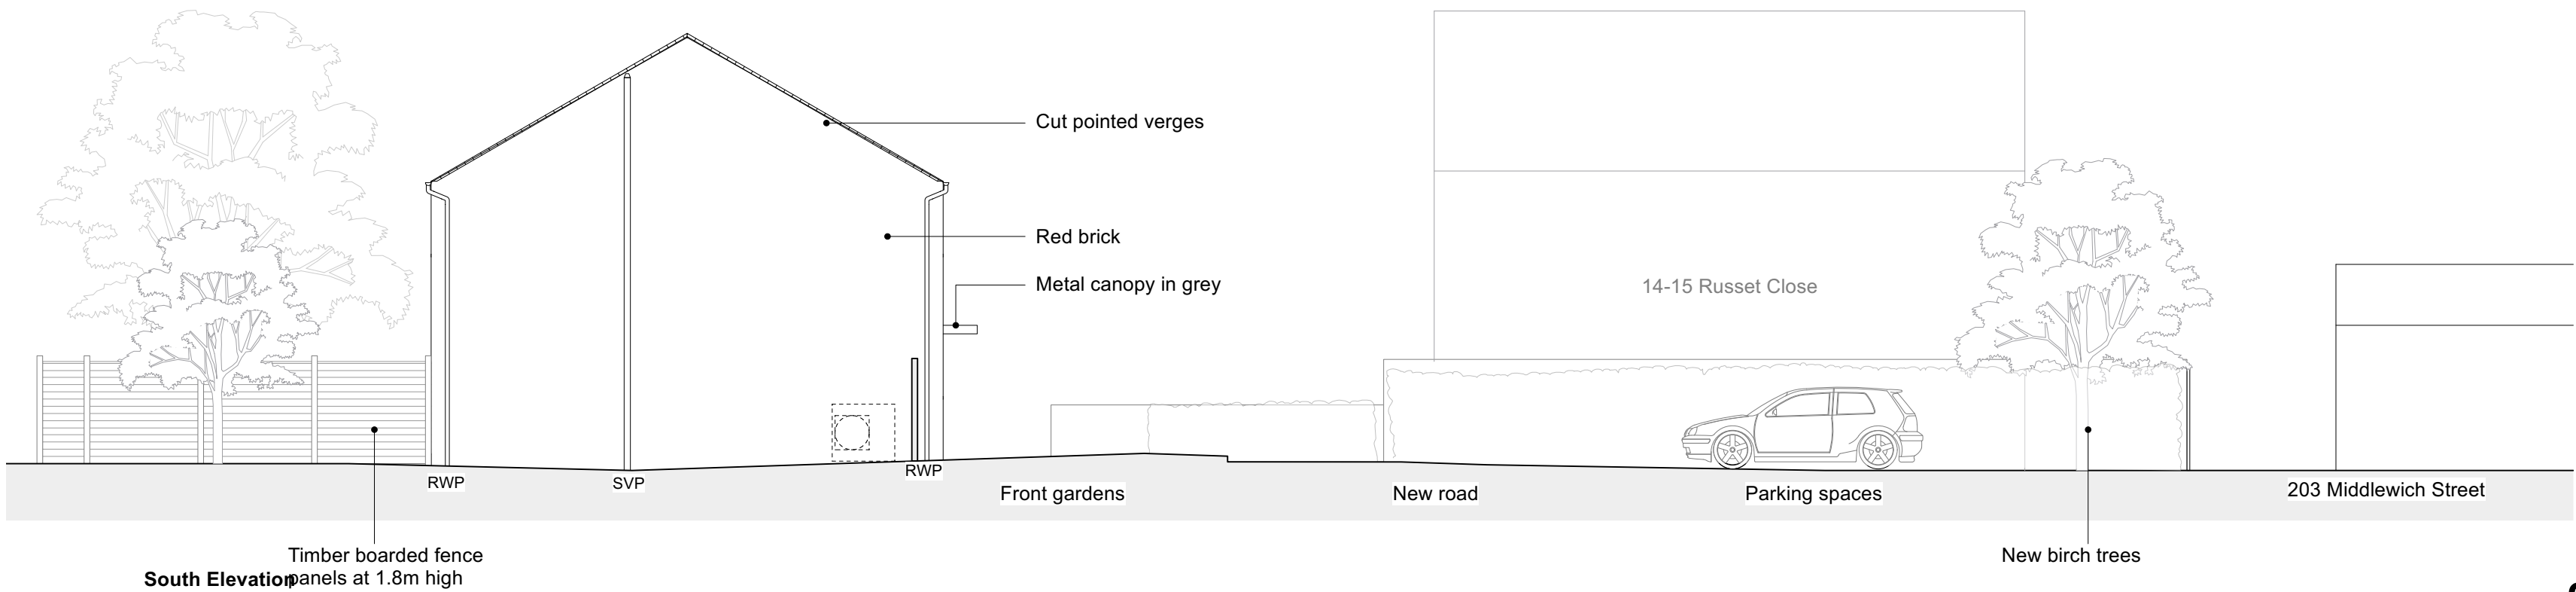 Cut pointed verges
Red brick
Metal canopy in grey
14-15 Russet Close
RWP
SVP
RWP
Front gardens
New road
Parking spaces
203 Middlewich Street
Timber boarded fence
panels at 1.8m high
New birch trees
South Elevation